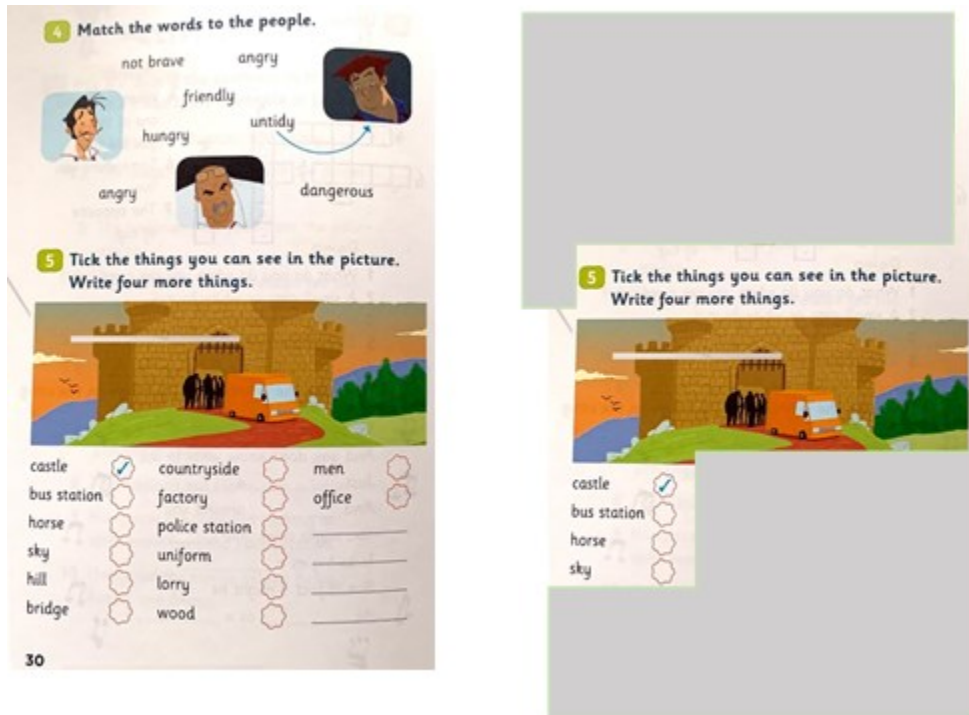 4 Match the words to the people.
not brave angry
friendly
untidy
hungry
angry dangerous
5 Tick the things you can see in the picture.
Write four more things.
castle ✓ countryside men
bus station factory office
horse police station
sky uniform
hill lorry
bridge wood
30
5 Tick the things you can see in the picture.
Write four more things.
castle ✓
bus station
horse
sky